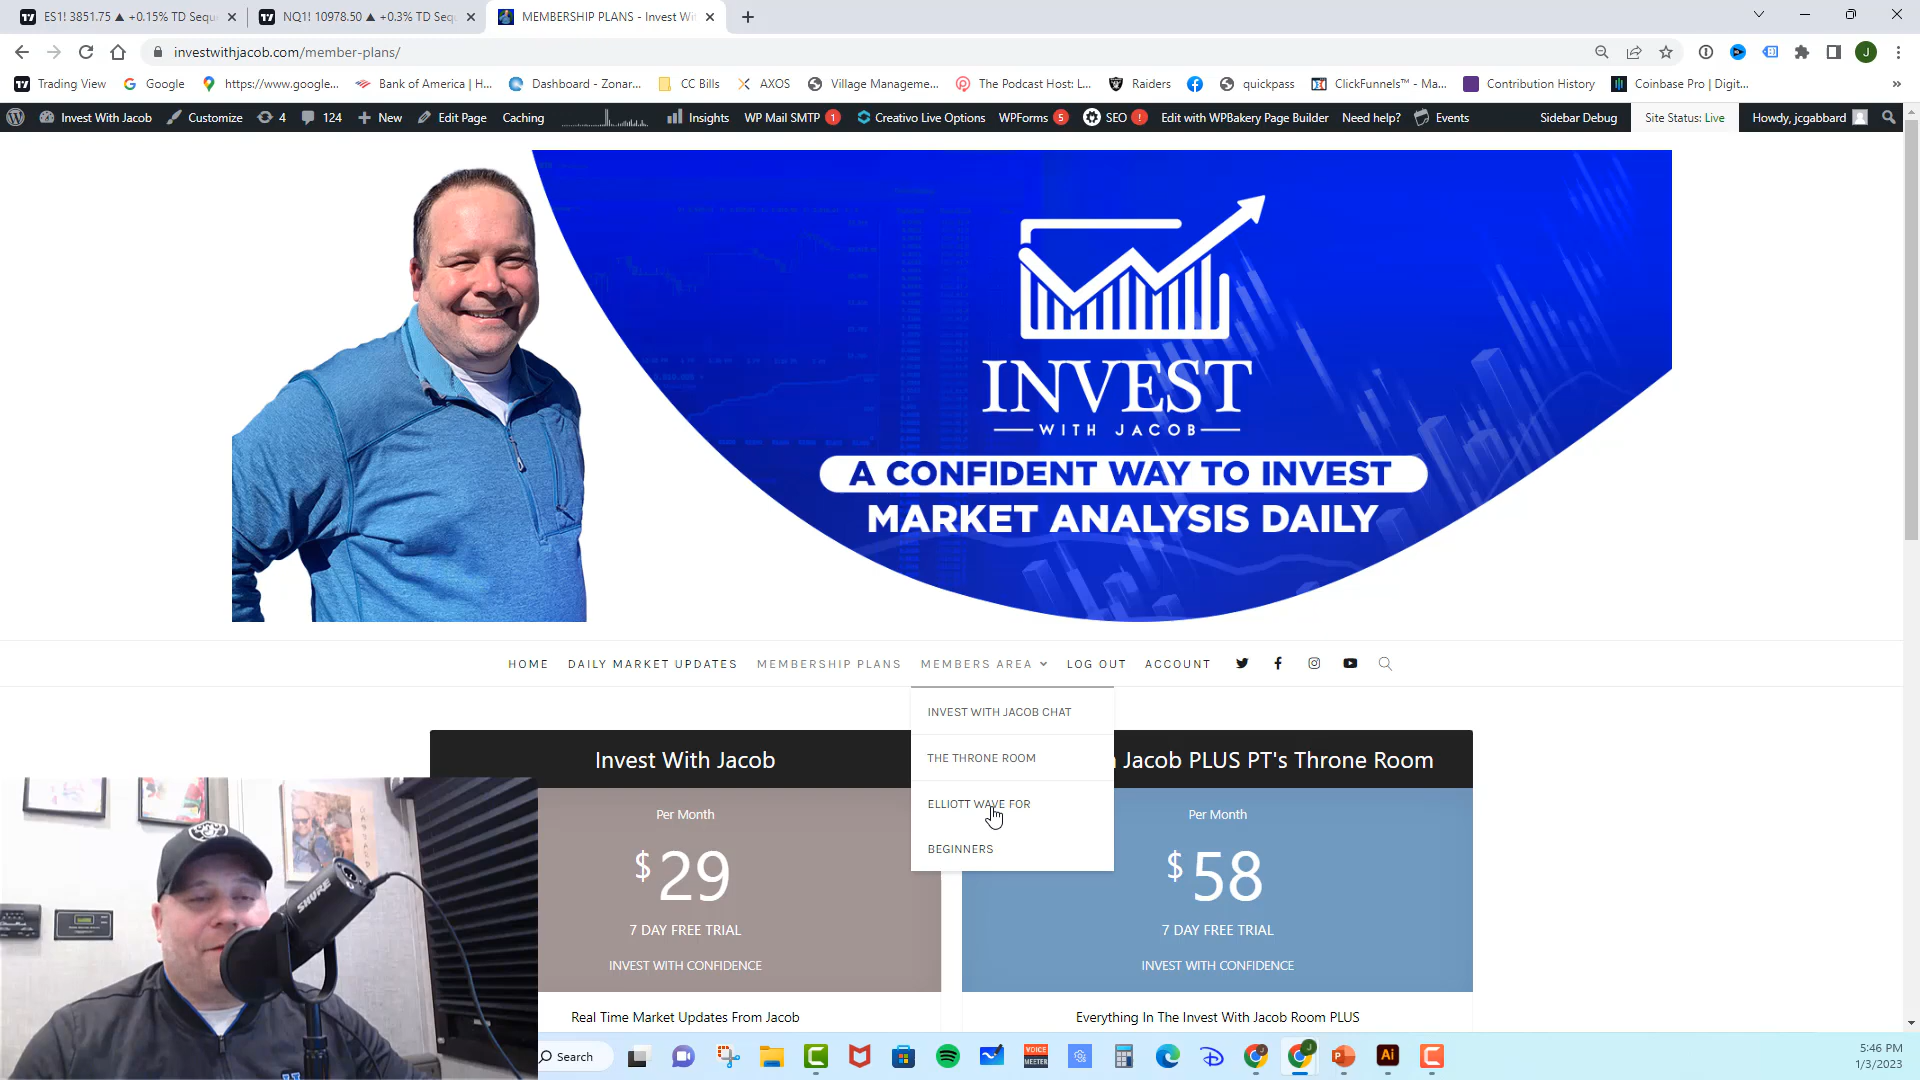 ES1! 3851.75 ▲ +0.15% TD Sequ
NQ1! 10978.50 ▲ +0.3% TD Seq
MEMBERSHIP PLANS - Invest Wi
investwithjacob.com/member-plans/
Trading View
Google
https://www.google...
Bank of America | H...
Dashboard - Zonar...
CC Bills
AXOS
Village Manageme...
The Podcast Host: L...
Raiders
quickpass
ClickFunnels™ - Ma...
Contribution History
Coinbase Pro | Digit...
Invest With Jacob
Customize
4
124
New
Edit Page
Caching
Insights
WP Mail SMTP 1
Creativo Live Options
WPForms 5
SEO !
Edit with WPBakery Page Builder
Need help?
Events
Sidebar Debug
Site Status: Live
Howdy, jcgabbard
INVEST
WITH JACOB
A CONFIDENT WAY TO INVEST
MARKET ANALYSIS DAILY
HOME
DAILY MARKET UPDATES
MEMBERSHIP PLANS
MEMBERS AREA
LOG OUT
ACCOUNT
INVEST WITH JACOB CHAT
THE THRONE ROOM
ELLIOTT WAVE FOR
BEGINNERS
Invest With Jacob
Per Month
$29
7 DAY FREE TRIAL
INVEST WITH CONFIDENCE
Real Time Market Updates From Jacob
Jacob PLUS PT's Throne Room
Per Month
$58
7 DAY FREE TRIAL
INVEST WITH CONFIDENCE
Everything In The Invest With Jacob Room PLUS
SHURE
Search
VOICE
MEETER
Ai
5:46 PM
1/3/2023